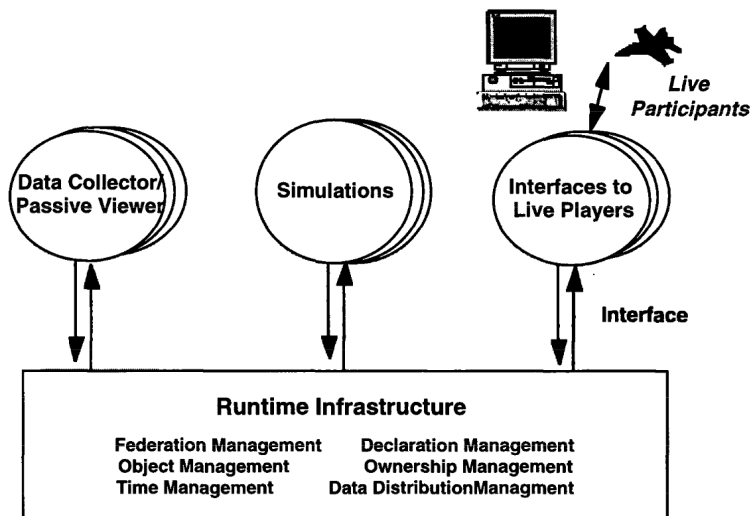 Live
Participants
Data Collector/
Passive Viewer
Simulations
Interfaces to
Live Players
Interface
Runtime Infrastructure
Federation Management Declaration Management
Object Management Ownership Management
Time Management Data DistributionManagment